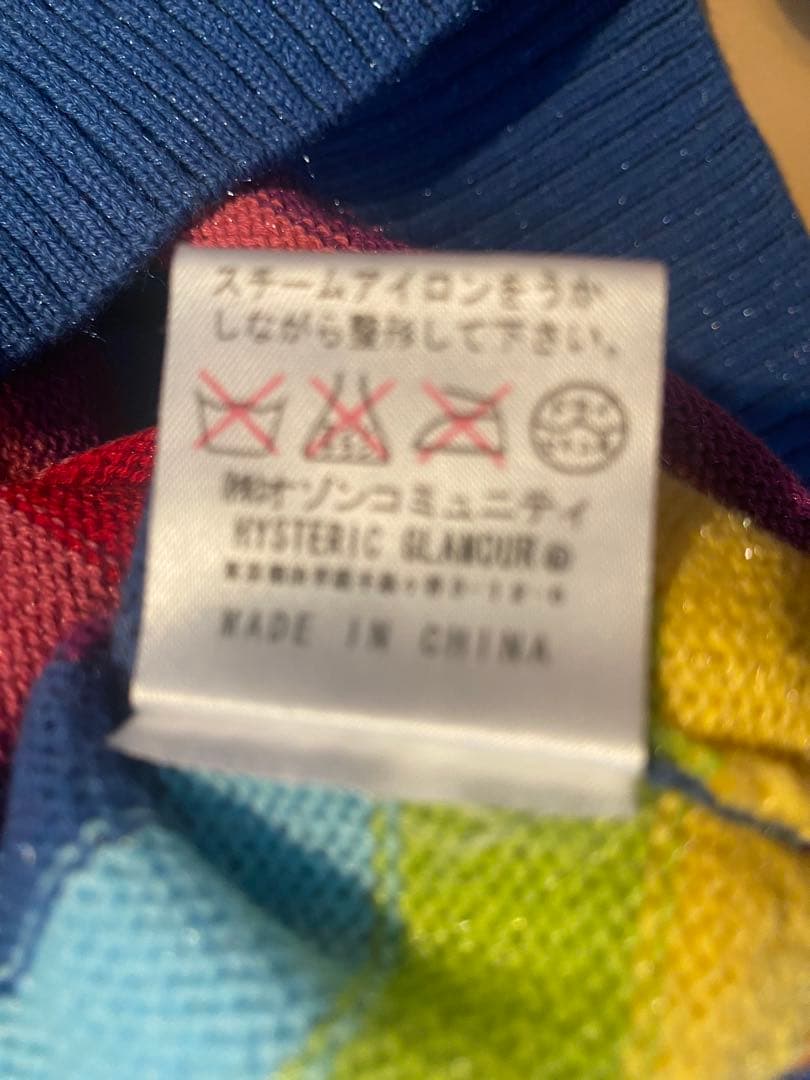 スチームアイロンをうか
しながら整形して下さい。
オゾンコミュニティ
HYSTERIC GLAMOUR
MADE IN CHINA